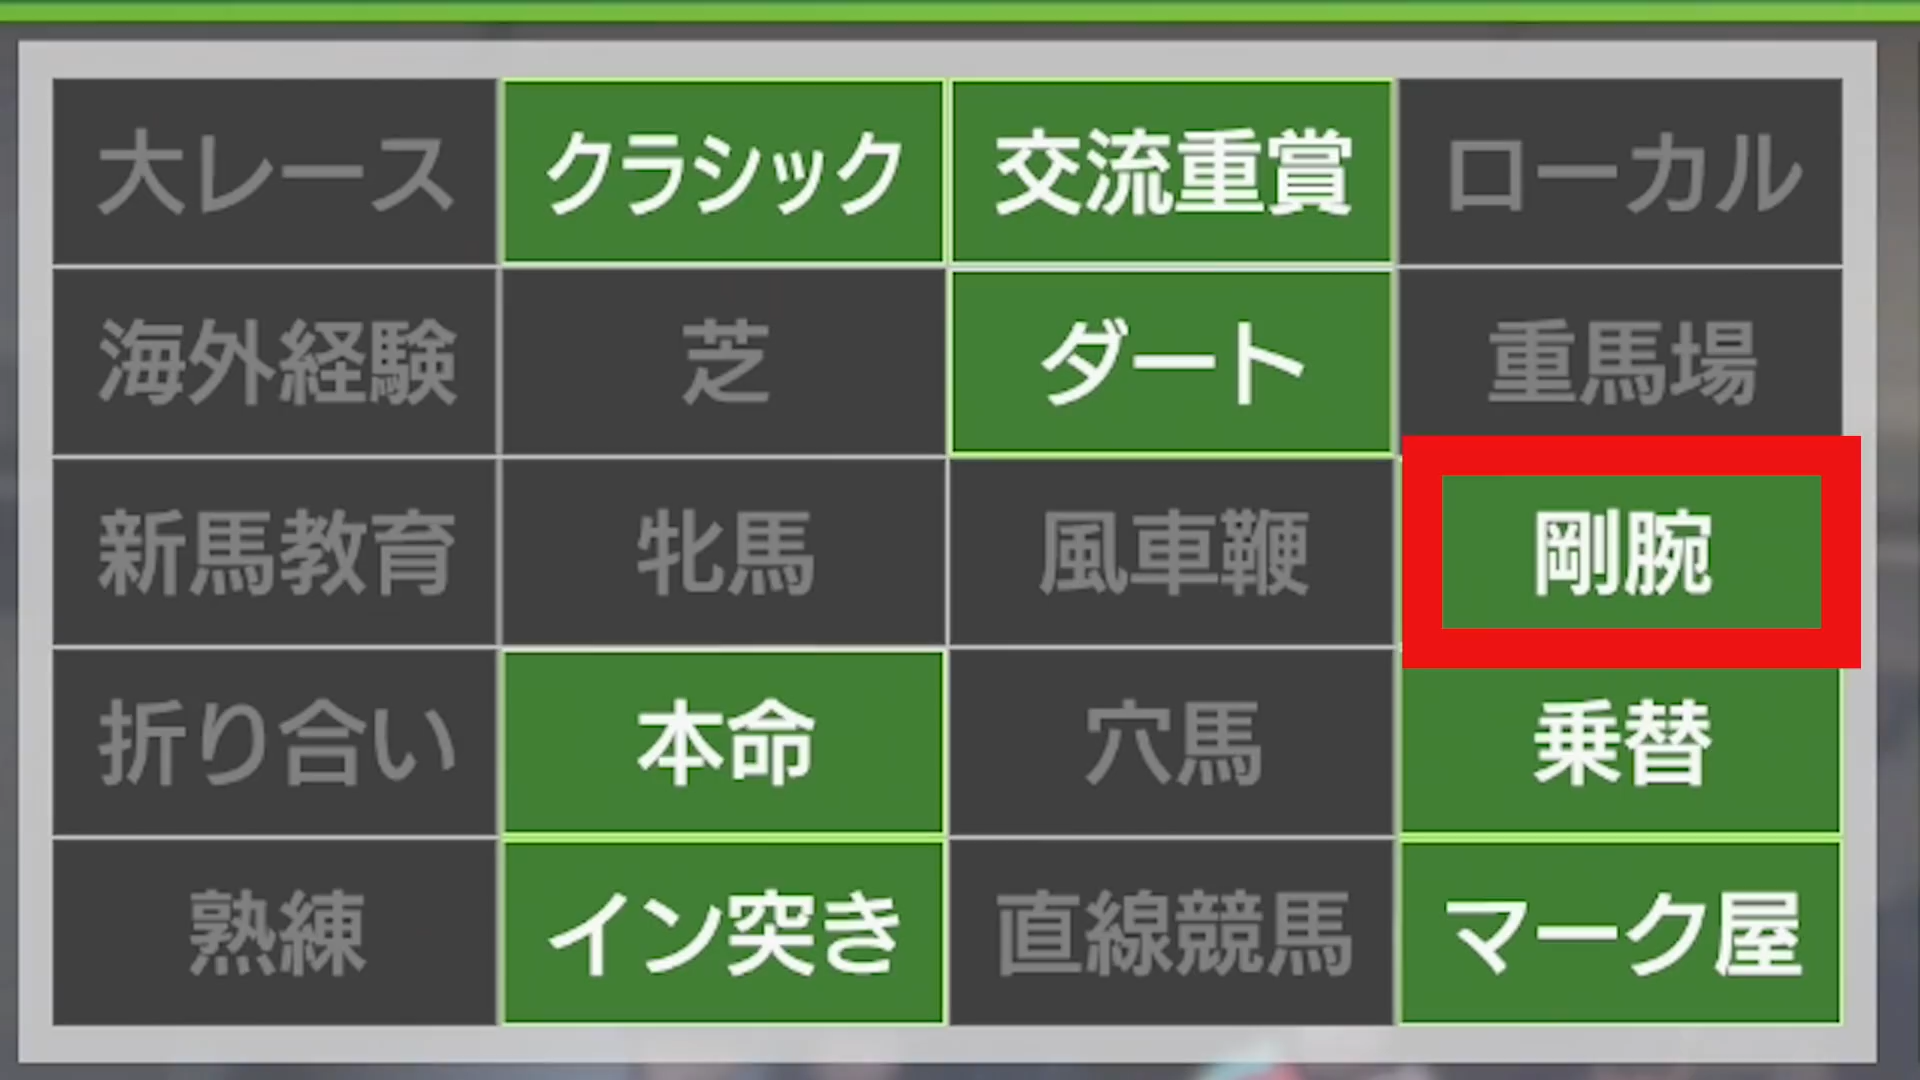 大レース クラシック 交流重賞 ローカル
海外経験 芝 ダート 重馬場
新馬教育 牝馬 風車鞭 剛腕
折り合い 本命 穴馬 乗替
熟練 イン突き 直線競馬 マーク屋